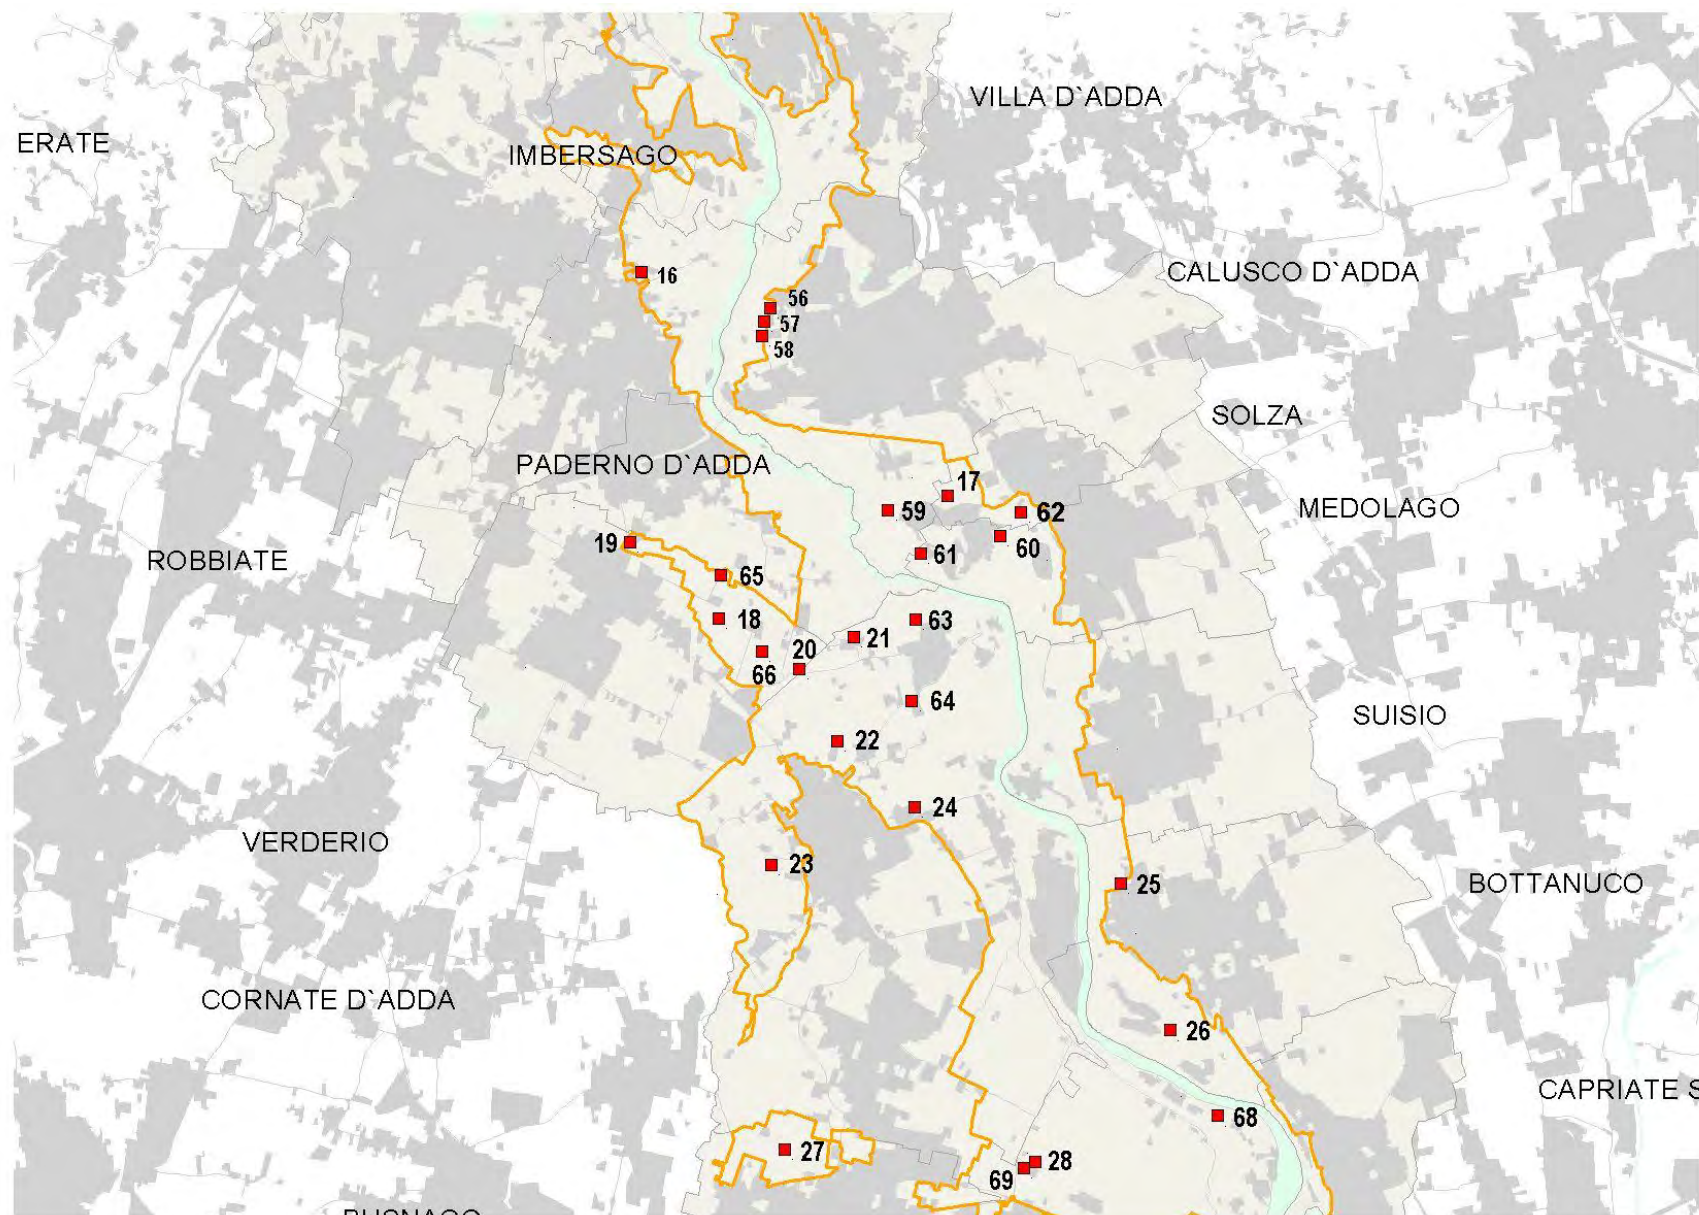 VILLA D`ADDA
ERATE
IMBERSAGO
16
CALUSCO D`ADDA
56
57
58
SOLZA
PADERNO D`ADDA
17
59
62
MEDOLAGO
19
61
60
ROBBIATE
65
18
63
21
20
66
64
SUISIO
22
24
VERDERIO
23
25
BOTTANUCO
CORNATE D`ADDA
26
CAPRIATE S
68
27
28
69